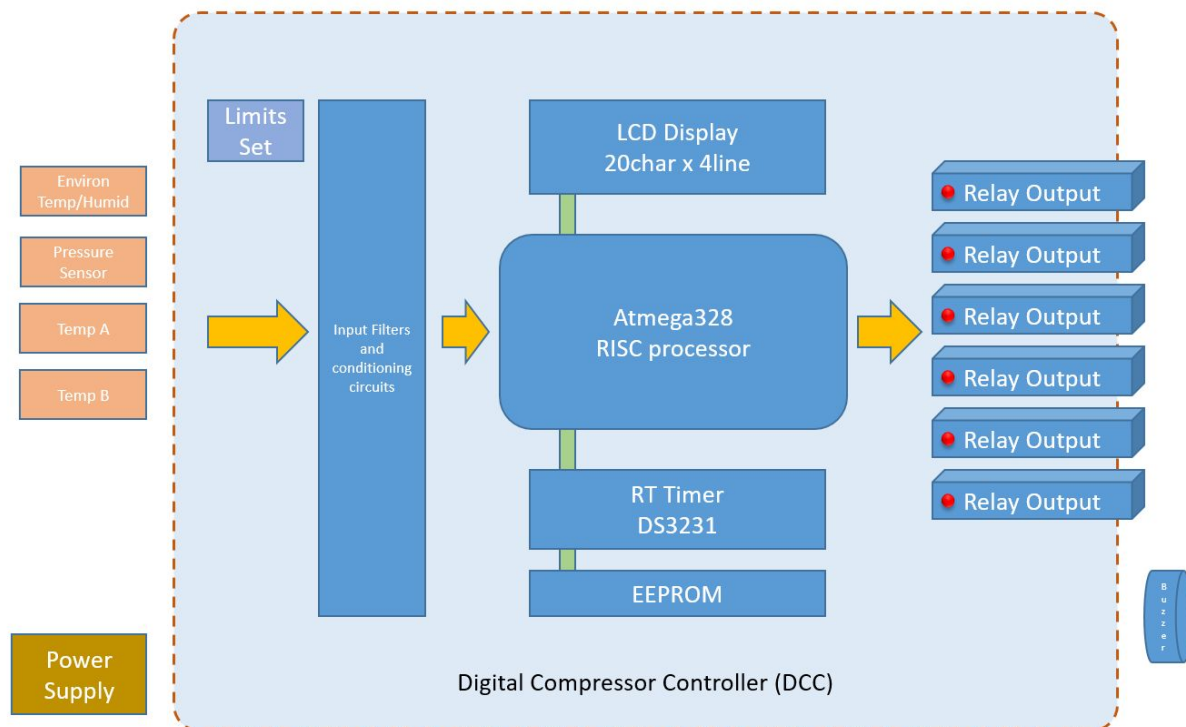 Limits
Set
LCD Display
20char x 4line
Environ
Temp/Humid
Pressure
Sensor
Temp A
Temp B
Input Filters
and
conditioning
circuits
Atmega328
RISC processor
Relay Output
Relay Output
Relay Output
Relay Output
Relay Output
Relay Output
RT Timer
DS3231
EEPROM
Buzzer
Power
Supply
Digital Compressor Controller (DCC)